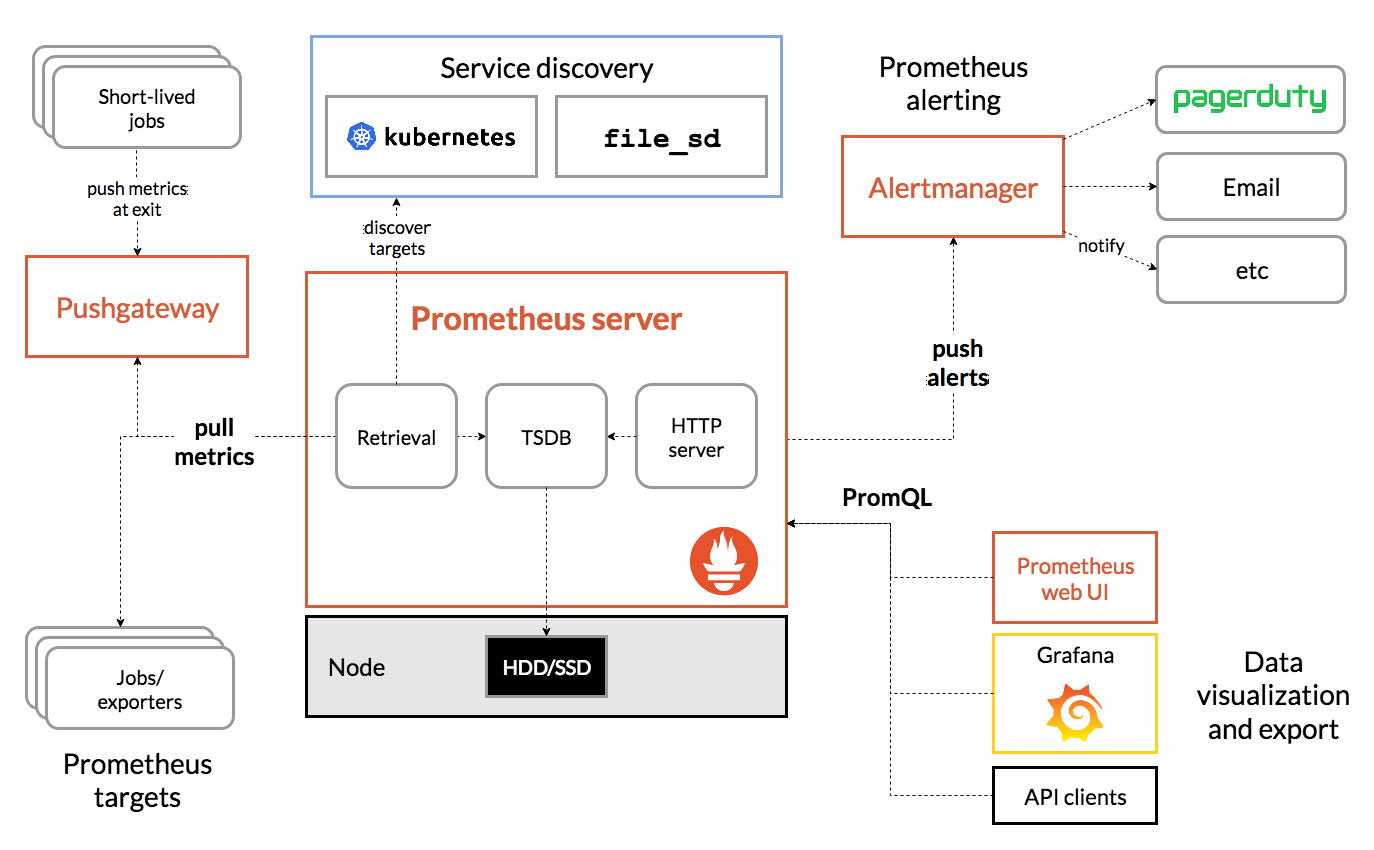 Short-lived
jobs
push metrics
at exit
Pushgateway
pull
metrics
Jobs/
exporters
Prometheus
targets
Service discovery
kubernetes
file_sd
discover
targets
Prometheus server
Retrieval
TSDB
HTTP
server
Node
HDD/SSD
Prometheus
alerting
Alertmanager
pagerduty
Email
notify
etc
push
alerts
PromQL
Prometheus
web UI
Grafana
API clients
Data
visualization
and export